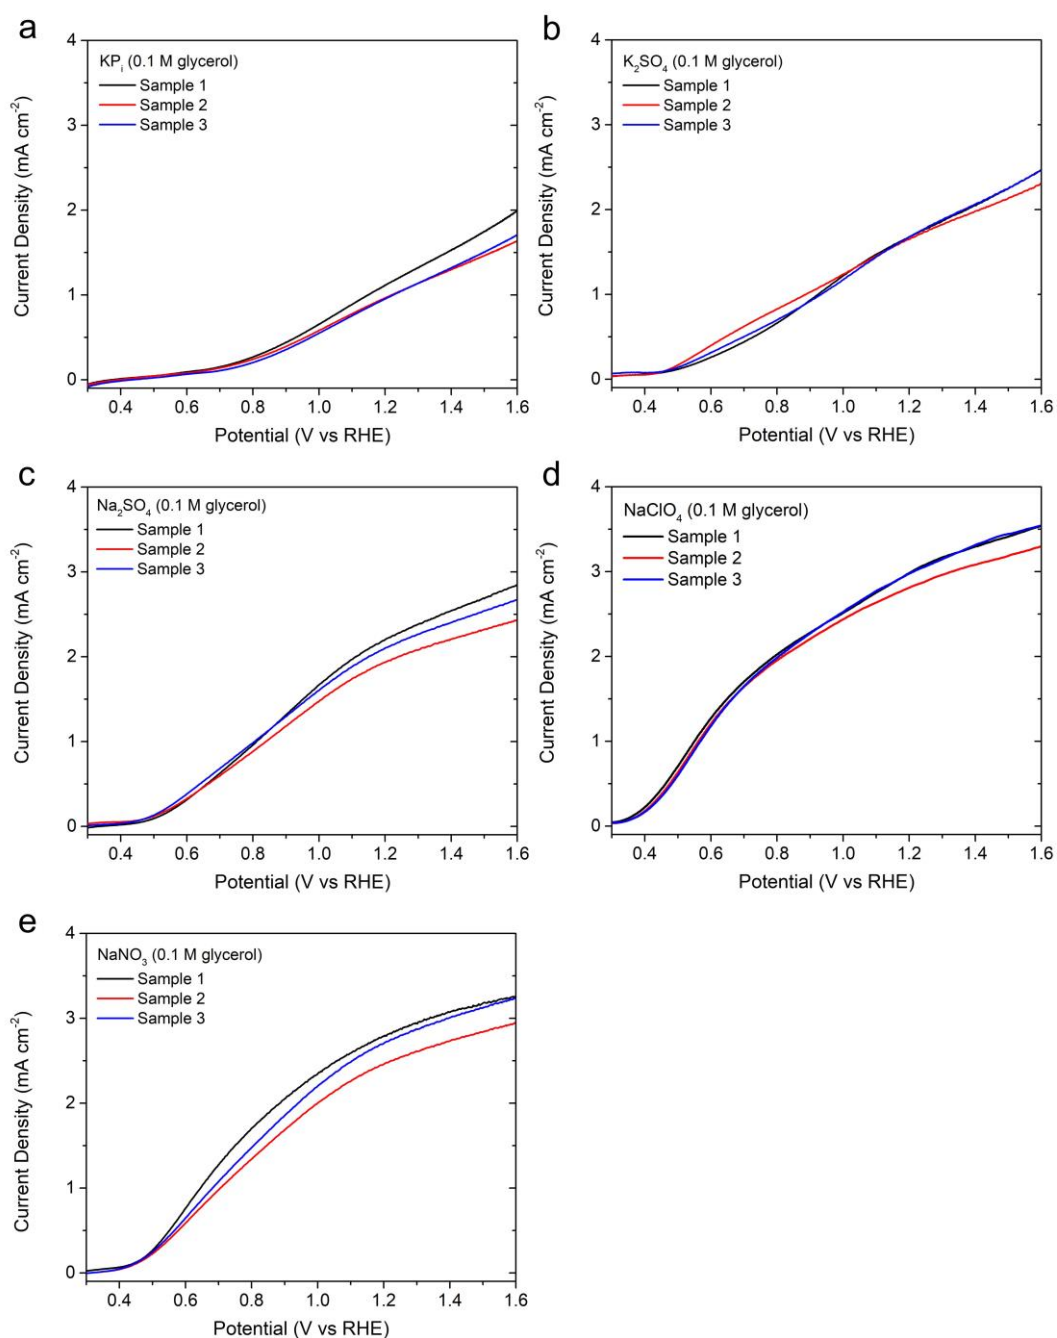 a
KPi (0.1 M glycerol)
Sample 1
Sample 2
Sample 3
Current Density (mA cm-2)
4
3
2
1
0
0.4 0.6 0.8 1.0 1.2 1.4 1.6
Potential (V vs RHE)
b
K2SO4 (0.1 M glycerol)
Sample 1
Sample 2
Sample 3
Current Density (mA cm-2)
4
3
2
1
0
0.4 0.6 0.8 1.0 1.2 1.4 1.6
Potential (V vs RHE)
c
Na2SO4 (0.1 M glycerol)
Sample 1
Sample 2
Sample 3
Current Density (mA cm-2)
4
3
2
1
0
0.4 0.6 0.8 1.0 1.2 1.4 1.6
Potential (V vs RHE)
d
NaClO4 (0.1 M glycerol)
Sample 1
Sample 2
Sample 3
Current Density (mA cm-2)
4
3
2
1
0
0.4 0.6 0.8 1.0 1.2 1.4 1.6
Potential (V vs RHE)
e
NaNO3 (0.1 M glycerol)
Sample 1
Sample 2
Sample 3
Current Density (mA cm-2)
4
3
2
1
0
0.4 0.6 0.8 1.0 1.2 1.4 1.6
Potential (V vs RHE)